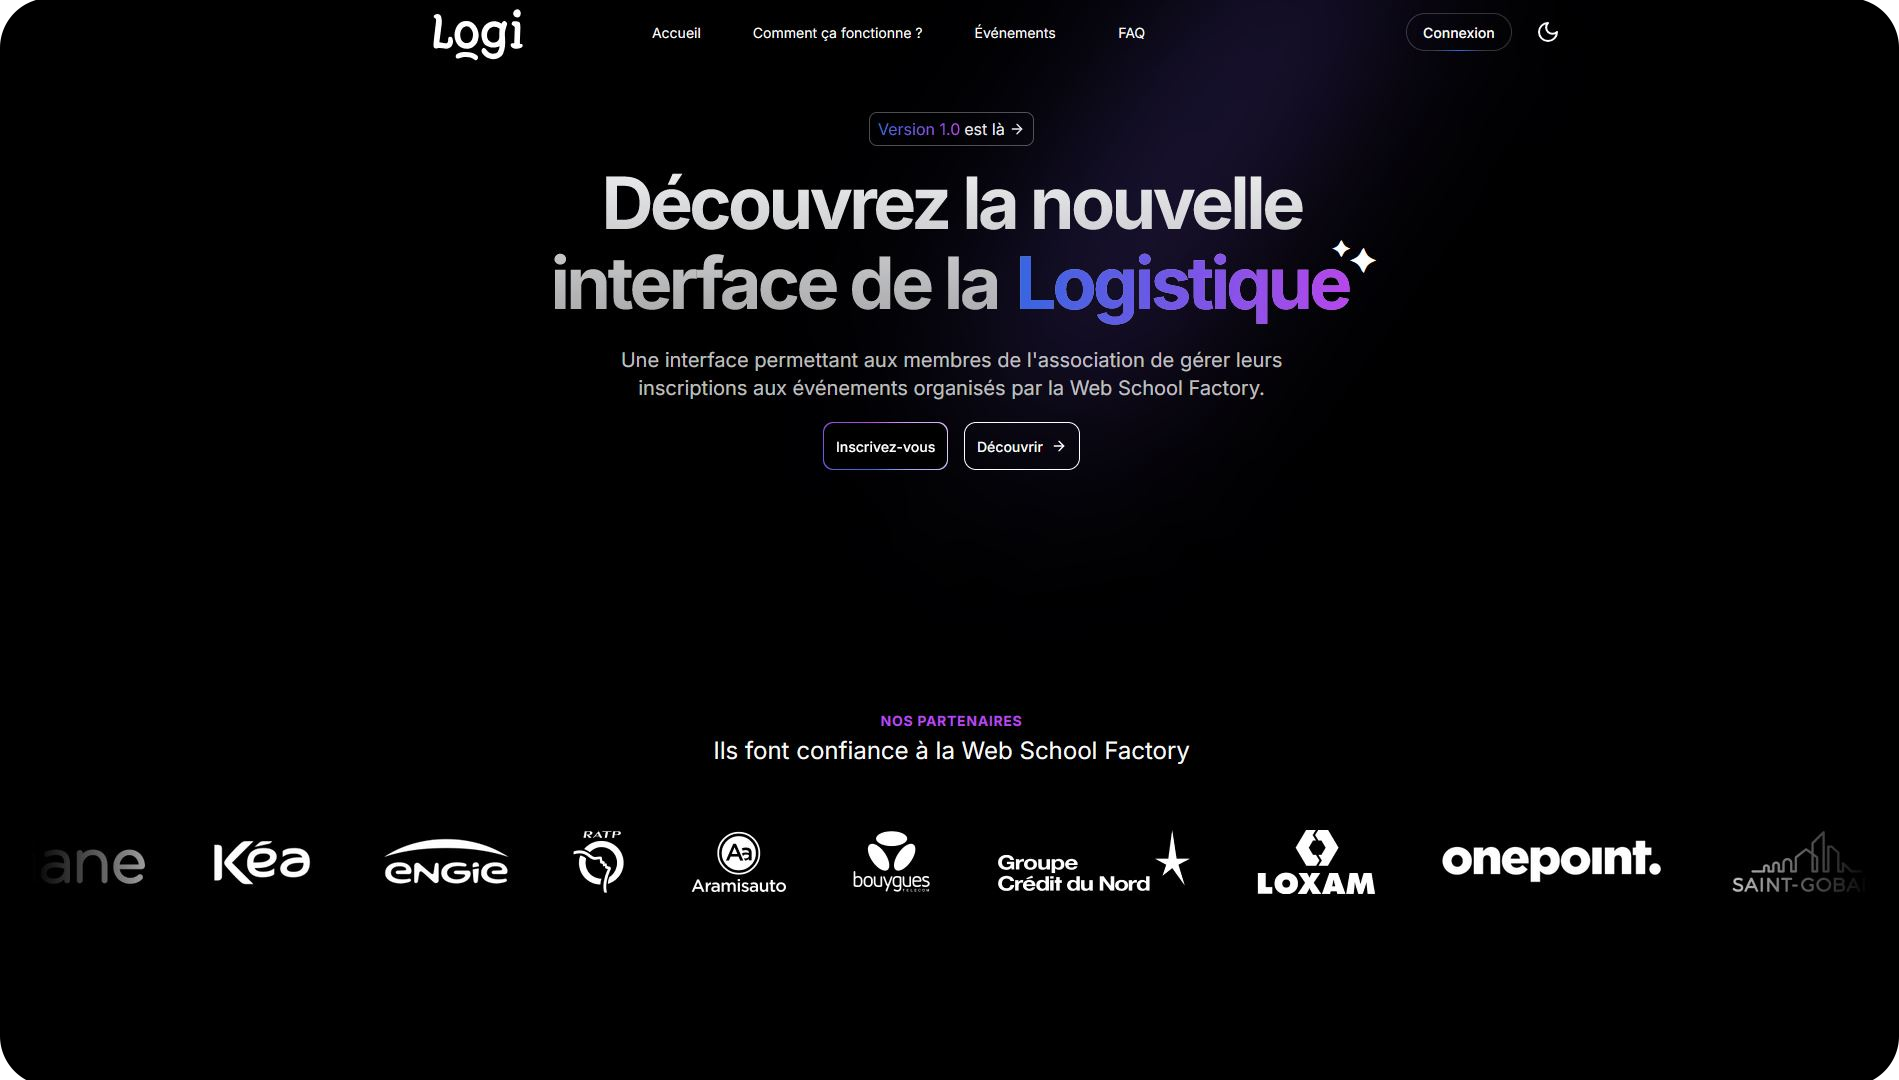 Logi
Accueil
Comment ça fonctionne ?
Événements
FAQ
Connexion
Version 1.0 est là →
Découvrez la nouvelle
interface de la Logistique
Une interface permettant aux membres de l'association de gérer leurs
inscriptions aux événements organisés par la Web School Factory.
Inscrivez-vous
Découvrir →
NOS PARTENAIRES
Ils font confiance à la Web School Factory
ane
Kéa
ENGIE
RATP
Aa
Aramisauto
bouygues
TELECOM
Groupe
Crédit du Nord
LOXAM
onepoint.
SAINT-GOBA